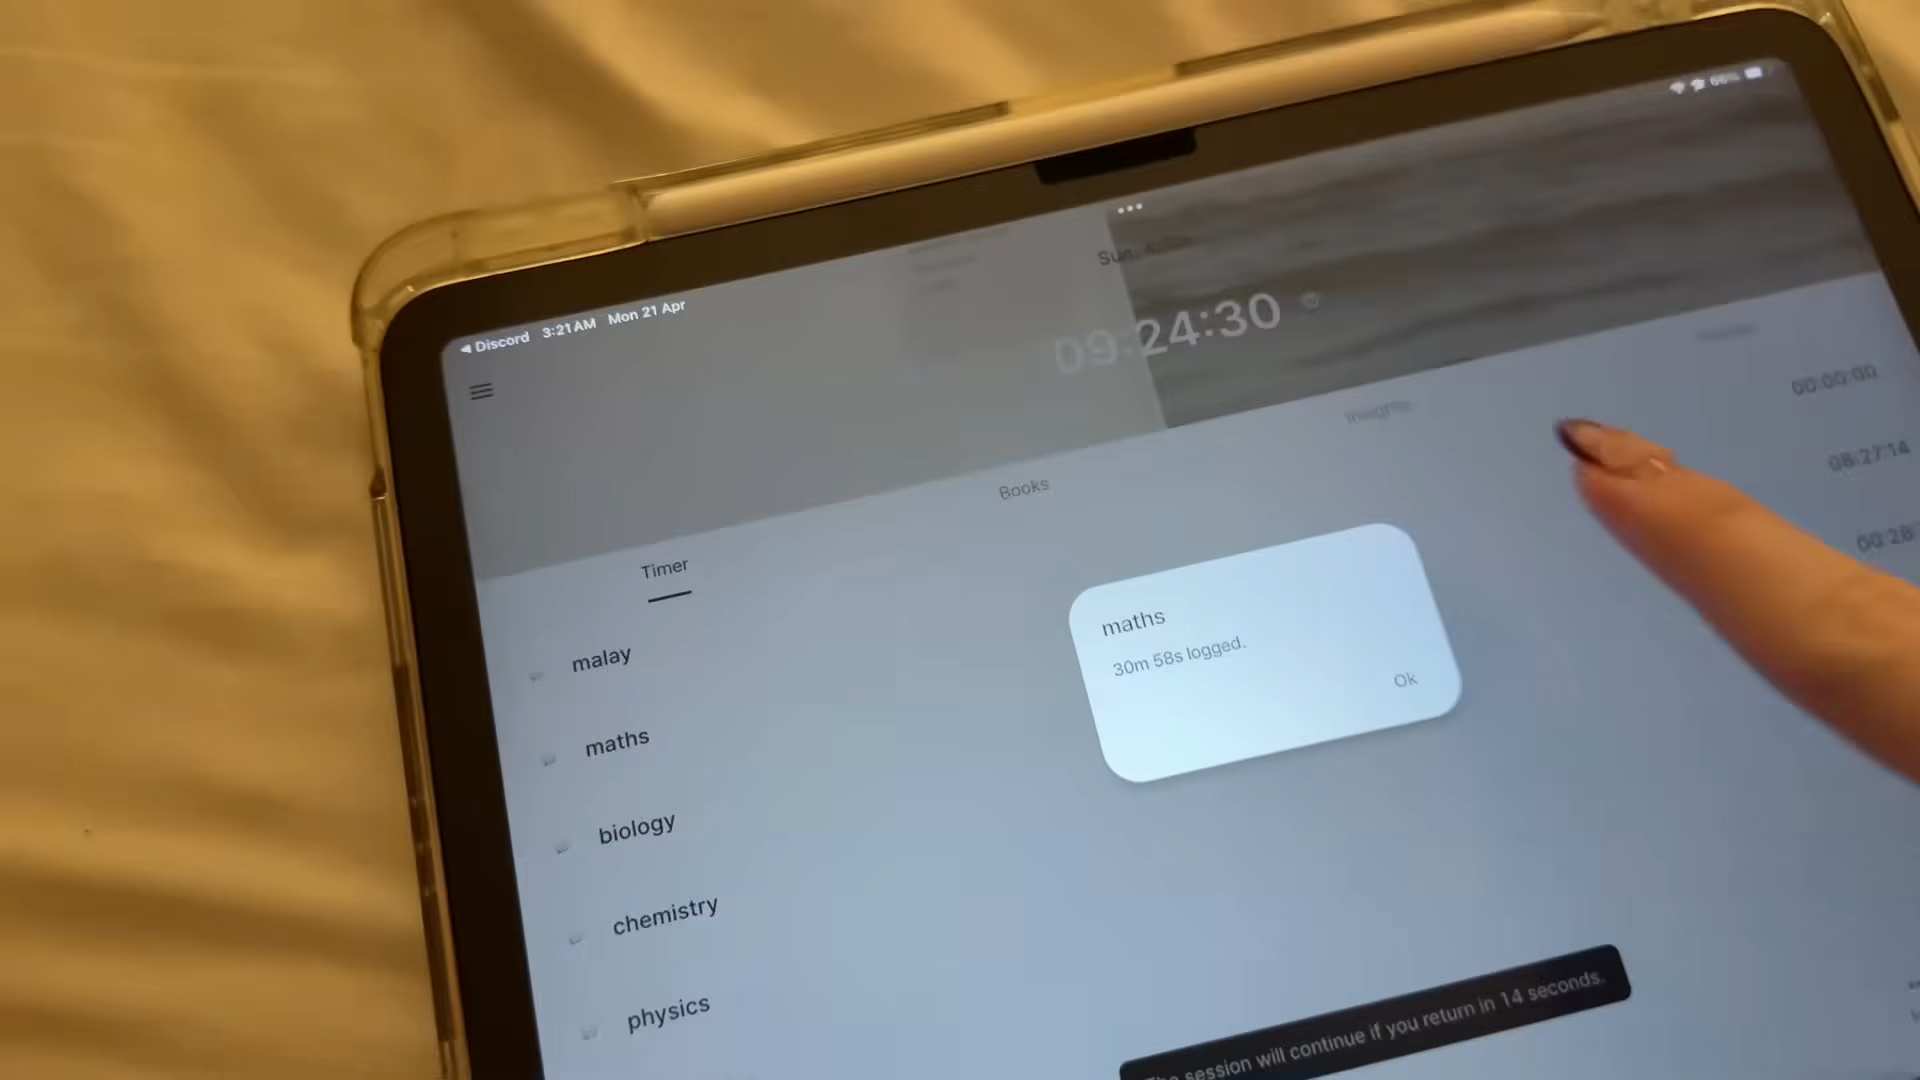 ◀ Discord 3:21 AM Mon 21 Apr
66%
Sun,
09:24:30
Timer
Books
Insights
malay
00:00:00
maths
08:27:14
biology
00:28
chemistry
physics
maths
30m 58s logged.
Ok
The session will continue if you return in 14 seconds.